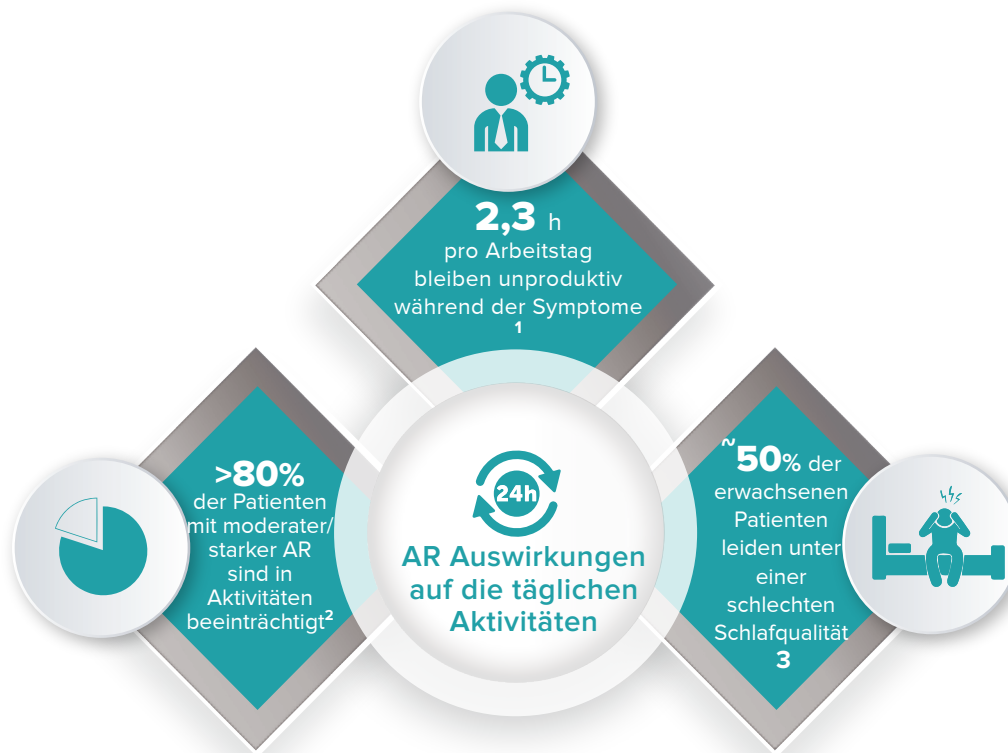 2,3 h
pro Arbeitstag
bleiben unproduktiv
während der Symptome
1
>80%
der Patienten
mit moderater/
starker AR
sind in
Aktivitäten
beeinträchtigt²
24h
AR Auswirkungen
auf die täglichen
Aktivitäten
~50% der
erwachsenen
Patienten
leiden unter
einer
schlechten
Schlafqualität
3